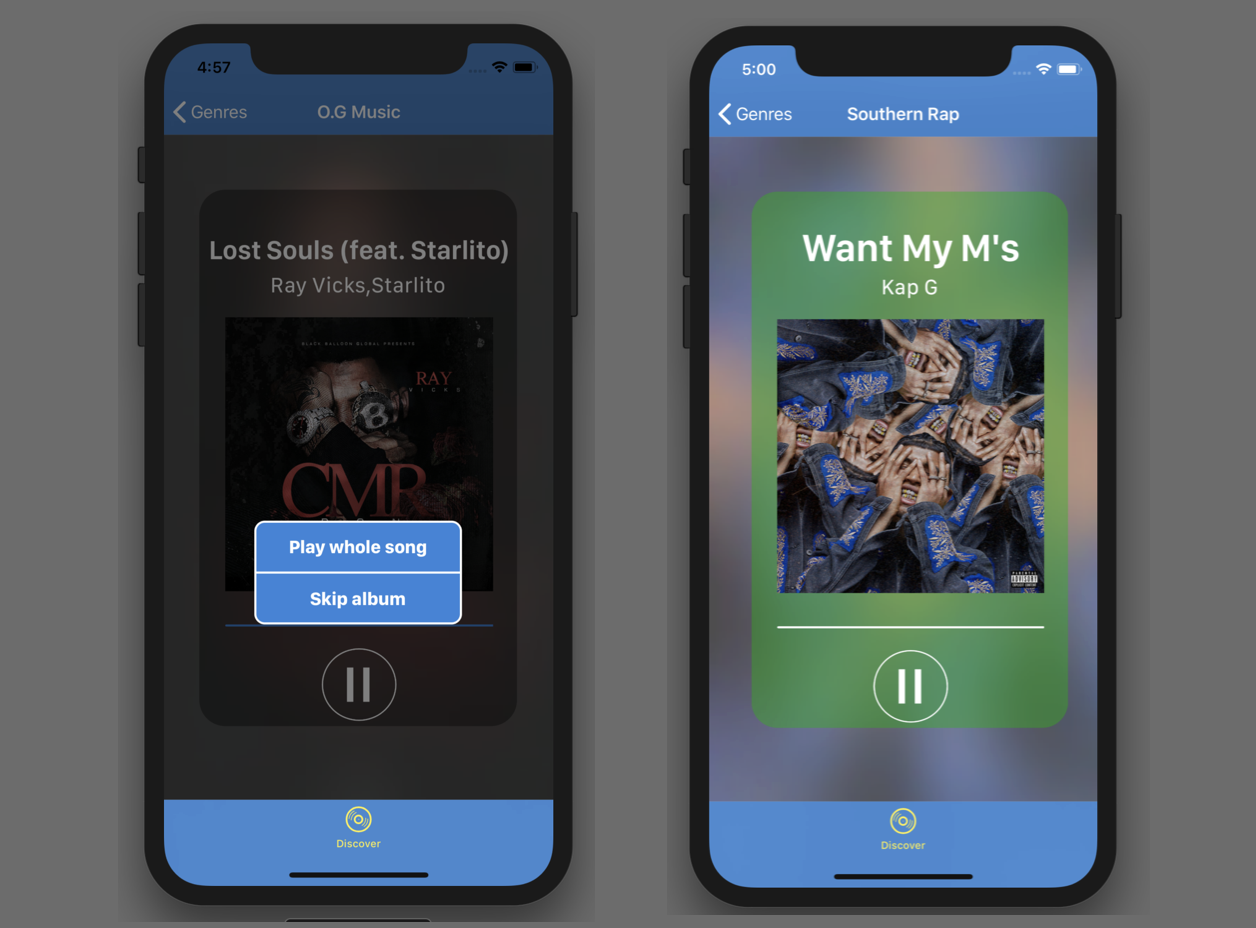 4:57
Genres
O.G Music
Lost Souls (feat. Starlito)
Ray Vicks,Starlito
BLACK BALLOON GLOBAL PRESENTS
RAY
VICKS
B
CMR
Play whole song
Skip album
Discover
5:00
Genres
Southern Rap
Want My M's
Kap G
PARENTAL
ADVISORY
EXPLICIT CONTENT
Discover